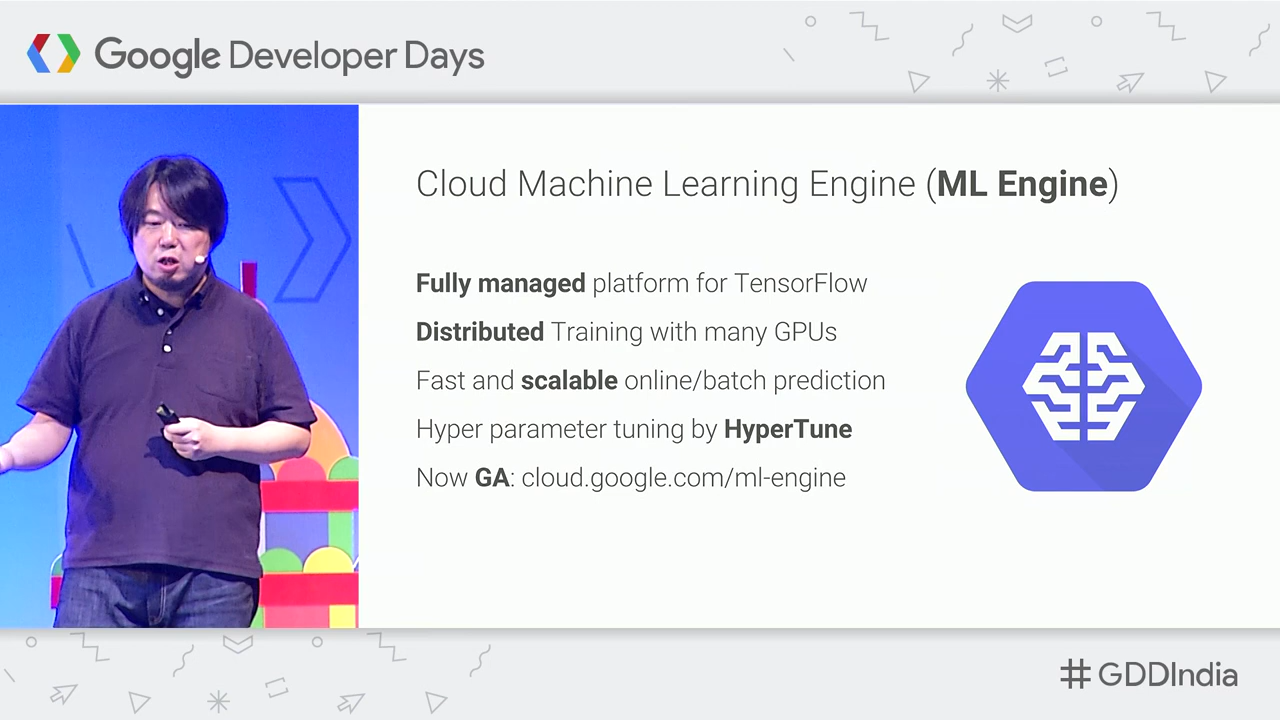 Google Developer Days
Cloud Machine Learning Engine (ML Engine)
Fully managed platform for TensorFlow
Distributed Training with many GPUs
Fast and scalable online/batch prediction
Hyper parameter tuning by HyperTune
Now GA: cloud.google.com/ml-engine
#GDDIndia